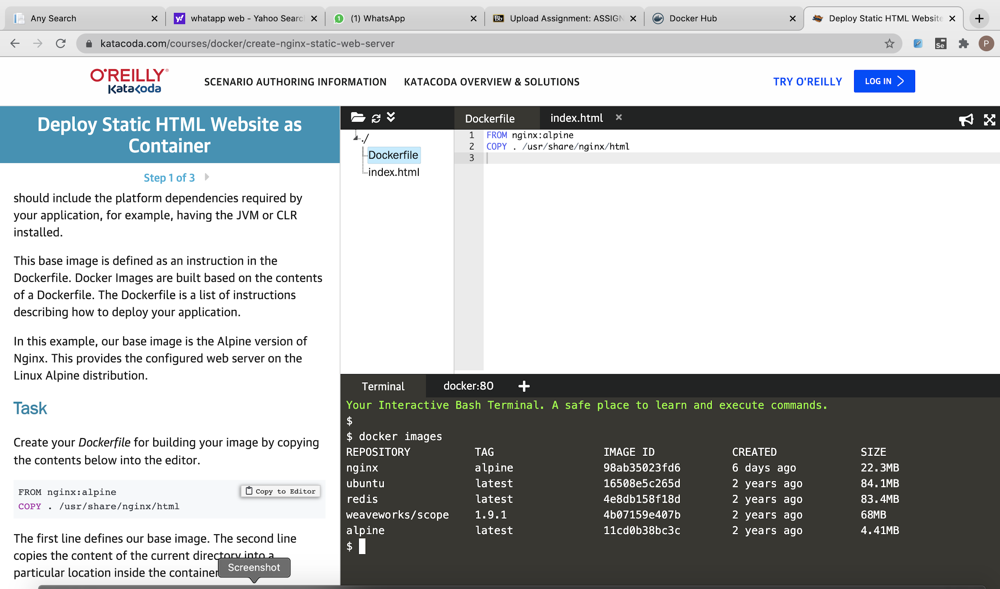 Any Search
whatapp web - Yahoo Searc
1
(1) WhatsApp
Bb
Upload Assignment: ASSIGN
Docker Hub
Deploy Static HTML Website
katacoda.com/courses/docker/create-nginx-static-web-server
Se
P
O'REILLY®
Katacoda
SCENARIO AUTHORING INFORMATION
KATACODA OVERVIEW & SOLUTIONS
TRY O'REILLY
LOG IN
Deploy Static HTML Website as
Container
Step 1 of 3
should include the platform dependencies required by
your application, for example, having the JVM or CLR
installed.
This base image is defined as an instruction in the
Dockerfile. Docker Images are built based on the contents
of a Dockerfile. The Dockerfile is a list of instructions
describing how to deploy your application.
In this example, our base image is the Alpine version of
Nginx. This provides the configured web server on the
Linux Alpine distribution.
Task
Create your Dockerfile for building your image by copying
the contents below into the editor.
FROM nginx:alpine
COPY . /usr/share/nginx/html
Copy to Editor
The first line defines our base image. The second line
copies the content of the current directory into a
particular location inside the container
Screenshot
./
Dockerfile
index.html
Dockerfile
index.html
1 FROM nginx:alpine
2 COPY . /usr/share/nginx/html
3
Terminal
docker:80
Your Interactive Bash Terminal. A safe place to learn and execute commands.
$
$ docker images
REPOSITORY TAG IMAGE ID CREATED SIZE
nginx alpine 98ab35023fd6 6 days ago 22.3MB
ubuntu latest 16508e5c265d 2 years ago 84.1MB
redis latest 4e8db158f18d 2 years ago 83.4MB
weaveworks/scope 1.9.1 4b07159e407b 2 years ago 68MB
alpine latest 11cd0b38bc3c 2 years ago 4.41MB
$